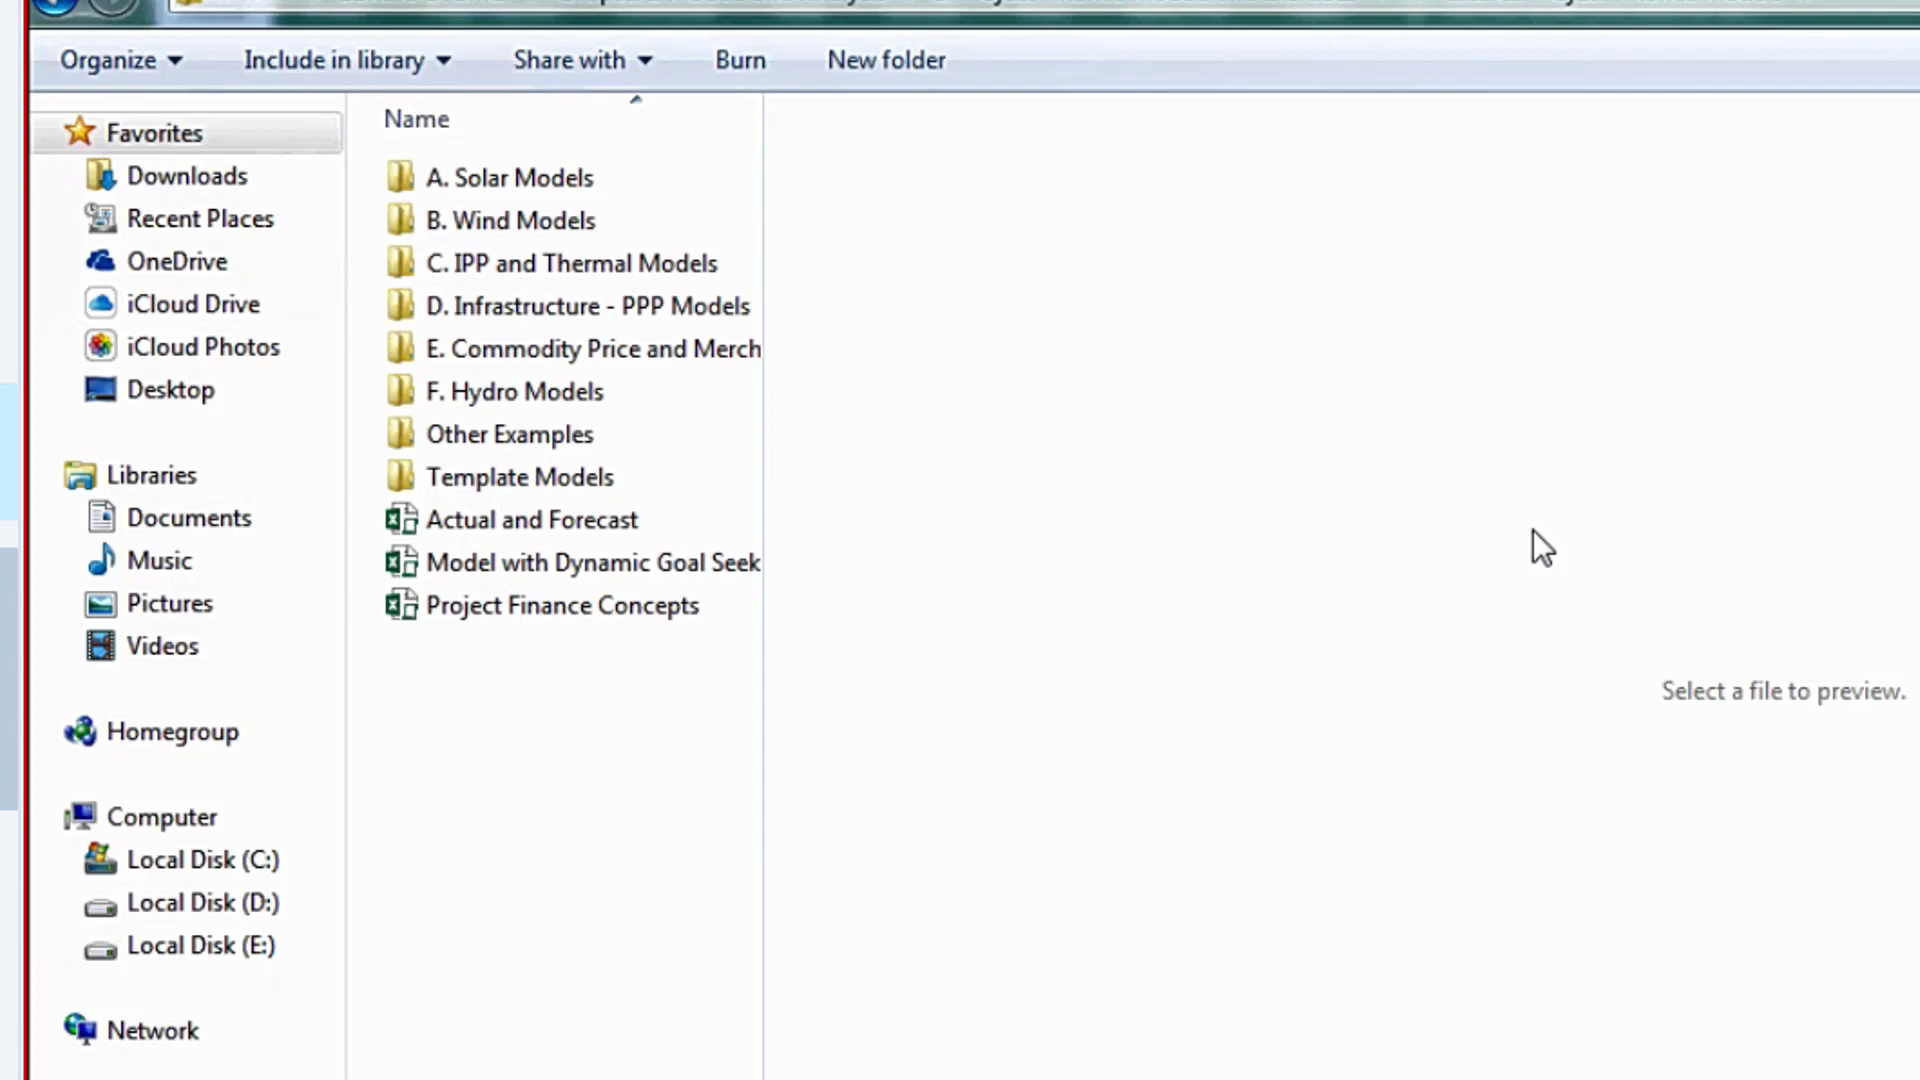 Organize
Include in library
Share with
Burn
New folder
Favorites
Downloads
Recent Places
OneDrive
iCloud Drive
iCloud Photos
Desktop
Libraries
Documents
Music
Pictures
Videos
Homegroup
Computer
Local Disk (C:)
Local Disk (D:)
Local Disk (E:)
Network
Name
A. Solar Models
B. Wind Models
C. IPP and Thermal Models
D. Infrastructure - PPP Models
E. Commodity Price and Merch
F. Hydro Models
Other Examples
Template Models
Actual and Forecast
Model with Dynamic Goal Seek
Project Finance Concepts
Select a file to preview.